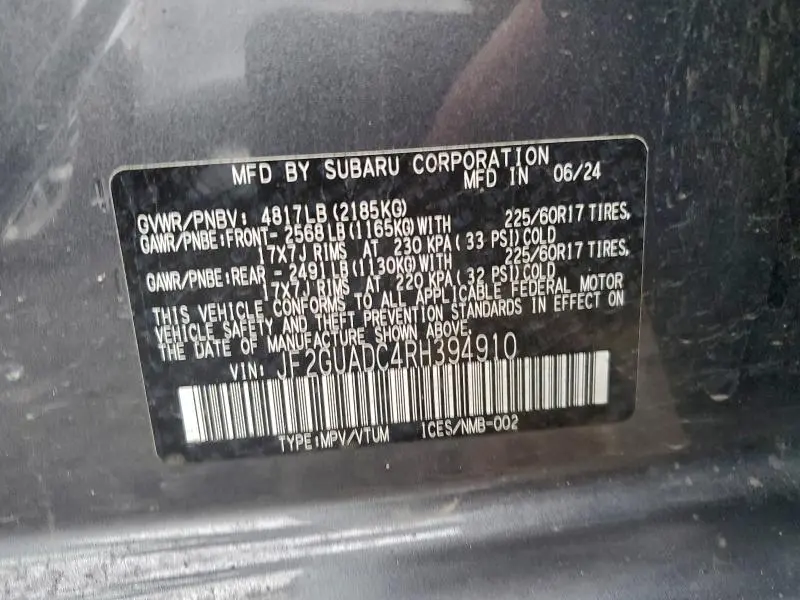 MFD BY SUBARU CORPORATION
MFD IN 06/24
GVWR/PNBV: 4817LB(2185KG)
GAWR/PNBE:FRONT- 2568LB(1165KG)WITH 225/60R17 TIRES,
17X7J RIMS AT 230 KPA(33 PSI)COLD
GAWR/PNBE:REAR -2491LB(1130KG)WITH 225/60R17 TIRES,
17X7J RIMS AT 220 KPA(32 PSI)COLD
THIS VEHICLE CONFORMS TO ALL APPLICABLE FEDERAL MOTOR
VEHICLE SAFETY AND THEFT PREVENTION STANDARDS IN EFFECT ON
THE DATE OF MANUFACTURE SHOWN ABOVE.
VIN: JF2GUADC4RH394910
TYPE:MPV/VTUM ICES/NMB-002